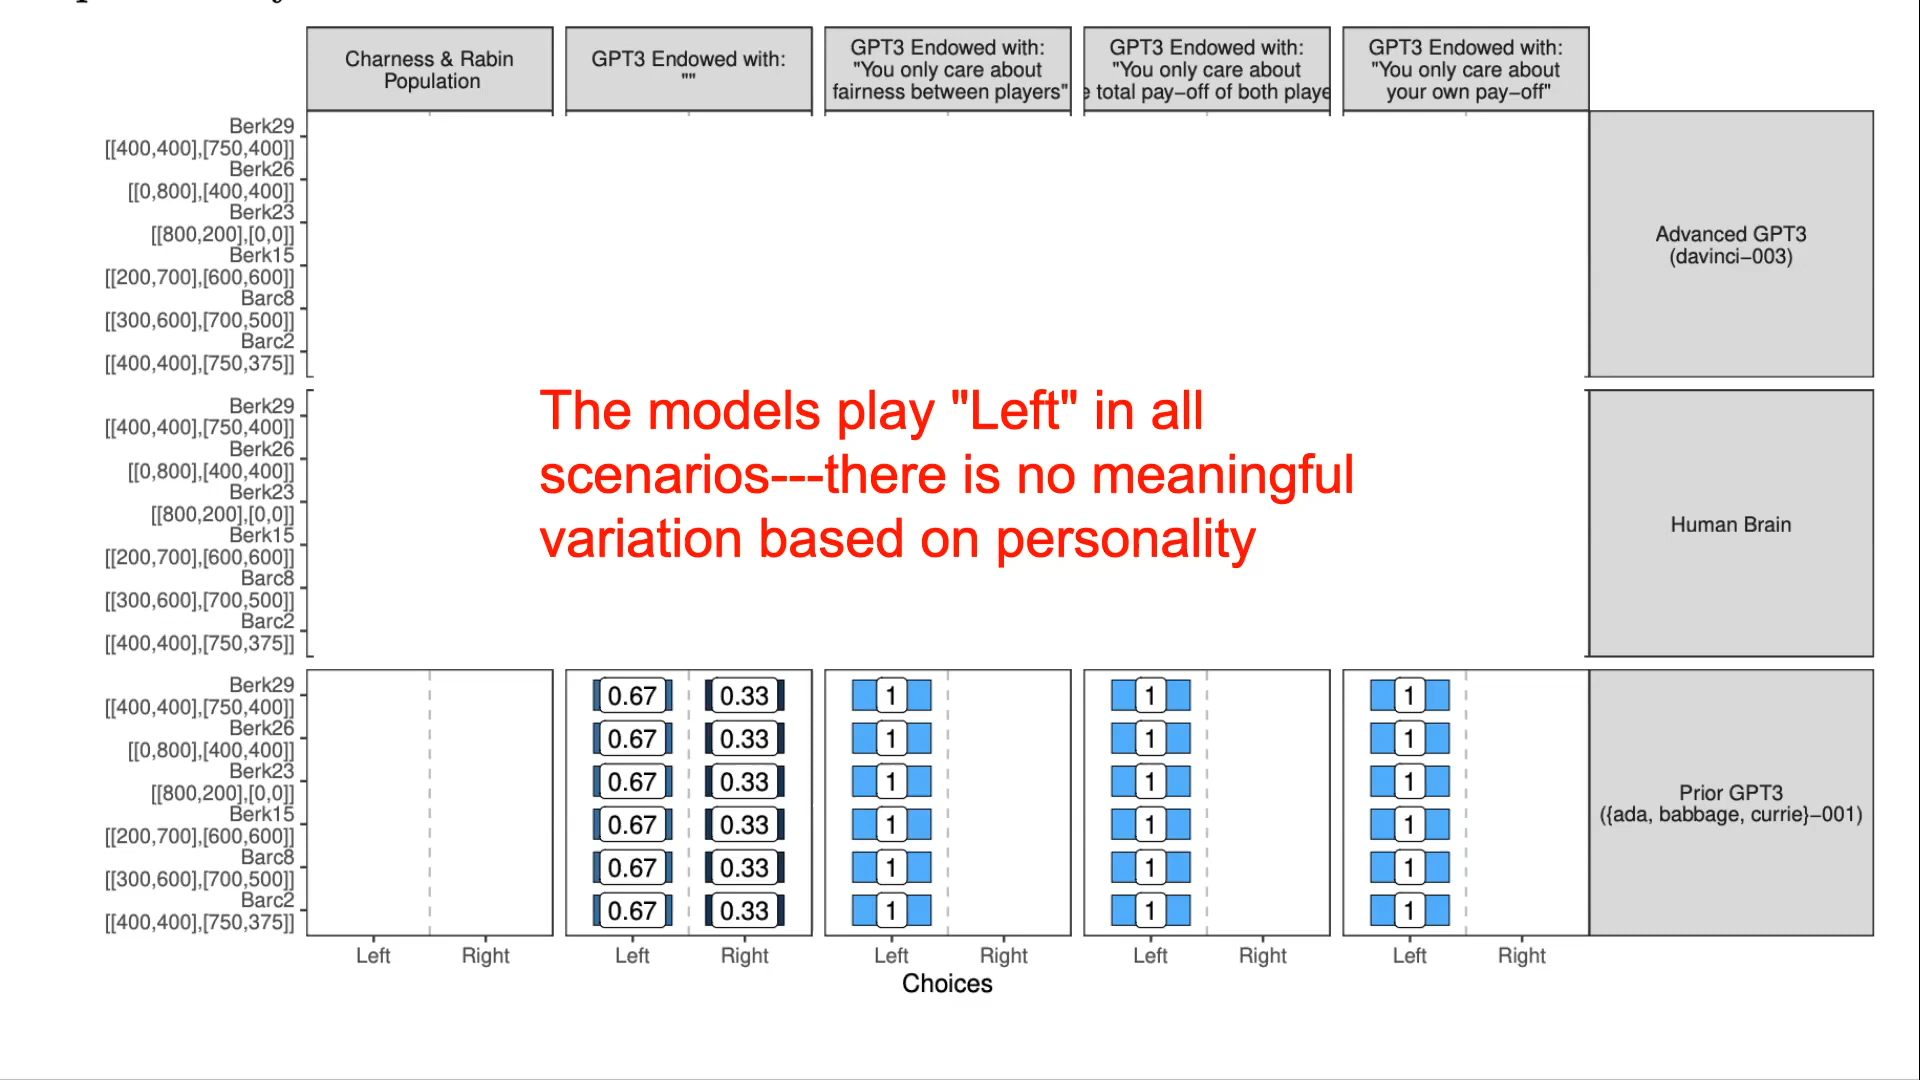 Charness & Rabin
Population
GPT3 Endowed with:
""
GPT3 Endowed with:
"You only care about
fairness between players"
GPT3 Endowed with:
"You only care about
e total pay−off of both playe
GPT3 Endowed with:
"You only care about
your own pay−off"
Berk29
[[400,400],[750,400]]
Berk26
[[0,800],[400,400]]
Berk23
[[800,200],[0,0]]
Berk15
[[200,700],[600,600]]
Barc8
[[300,600],[700,500]]
Barc2
[[400,400],[750,375]]
Advanced GPT3
(davinci−003)
Berk29
[[400,400],[750,400]]
Berk26
[[0,800],[400,400]]
Berk23
[[800,200],[0,0]]
Berk15
[[200,700],[600,600]]
Barc8
[[300,600],[700,500]]
Barc2
[[400,400],[750,375]]
The models play "Left" in all
scenarios---there is no meaningful
variation based on personality
Human Brain
Berk29
[[400,400],[750,400]]
0.67 0.33 1 1 1
Berk26
[[0,800],[400,400]]
0.67 0.33 1 1 1
Berk23
[[800,200],[0,0]]
0.67 0.33 1 1 1
Berk15
[[200,700],[600,600]]
0.67 0.33 1 1 1
Barc8
[[300,600],[700,500]]
0.67 0.33 1 1 1
Barc2
[[400,400],[750,375]]
0.67 0.33 1 1 1
Prior GPT3
({ada, babbage, currie}−001)
Left Right Left Right Left Right Left Right Left Right
Choices